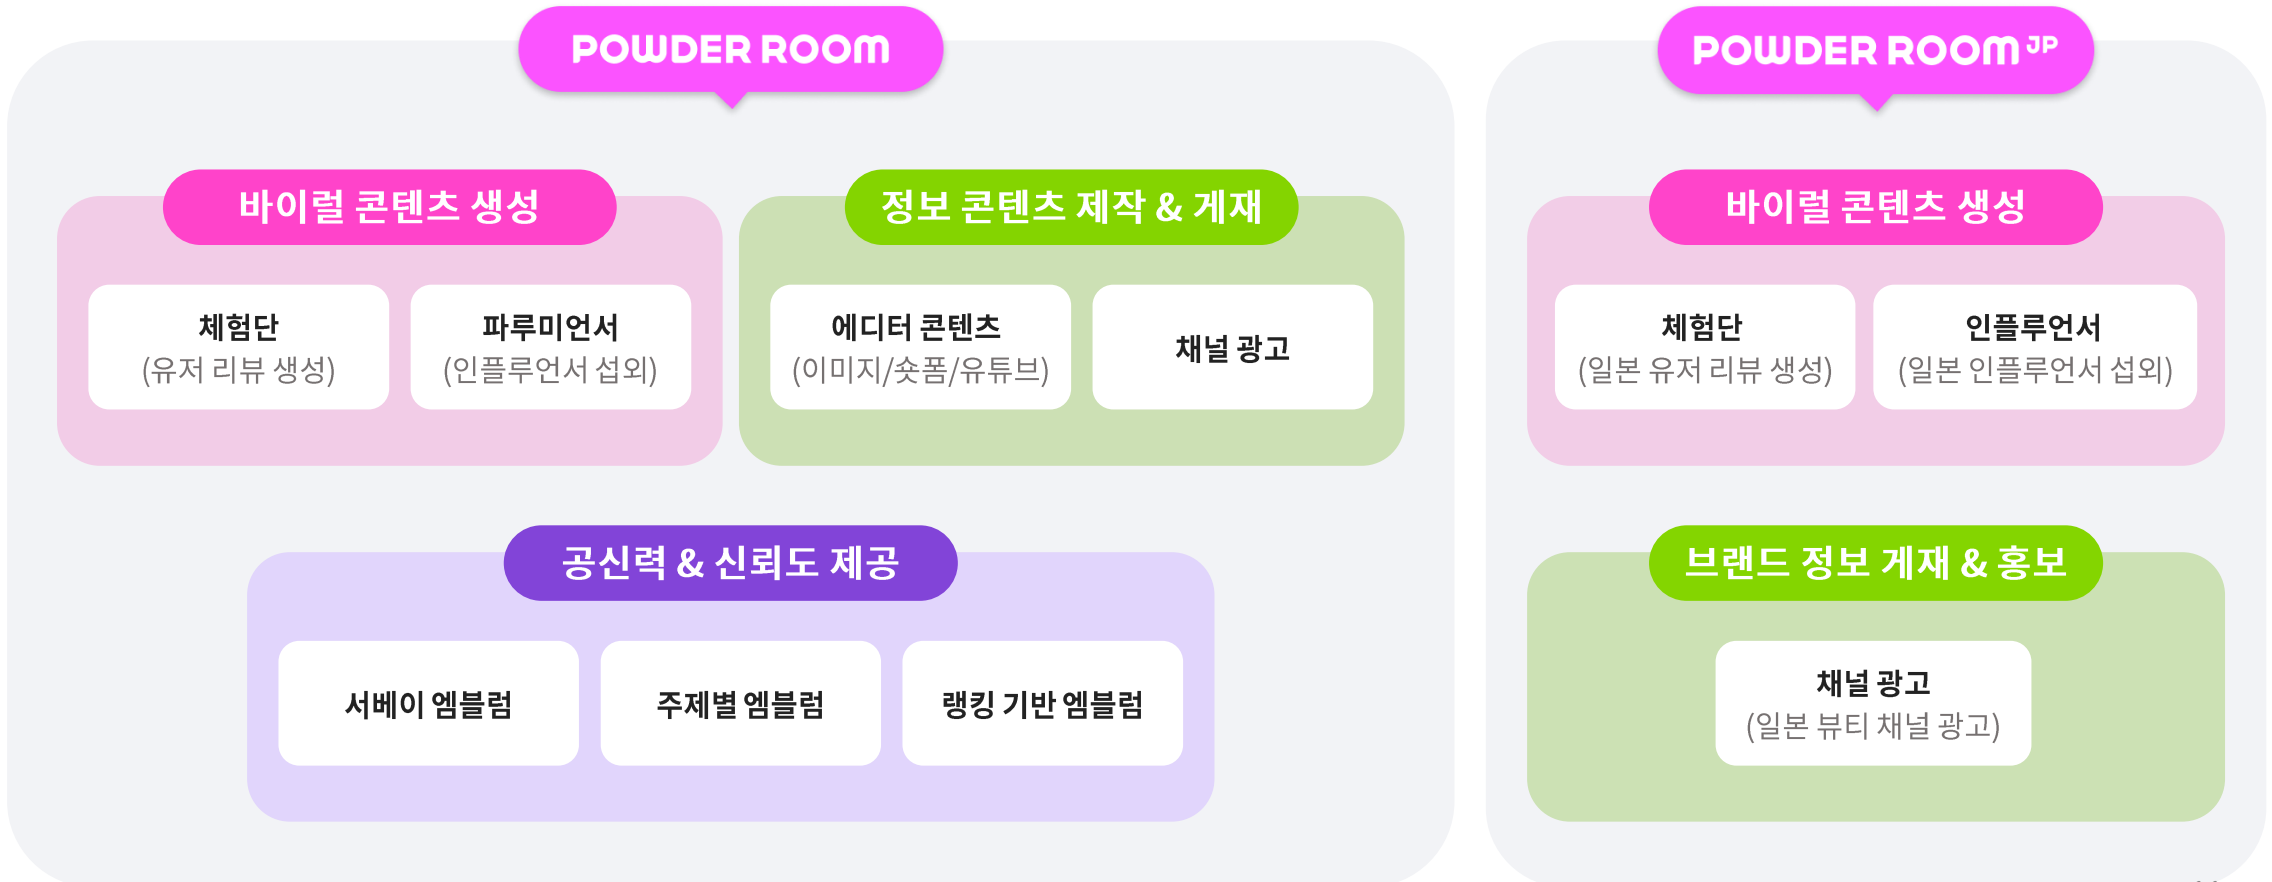 POWDER ROOM
바이럴 콘텐츠 생성
체험단
(유저 리뷰 생성)
파루미언서
(인플루언서 섭외)
정보 콘텐츠 제작 & 게재
에디터 콘텐츠
(이미지/숏폼/유튜브)
채널 광고
공신력 & 신뢰도 제공
서베이 엠블럼
주제별 엠블럼
랭킹 기반 엠블럼
POWDER ROOM JP
바이럴 콘텐츠 생성
체험단
(일본 유저 리뷰 생성)
인플루언서
(일본 인플루언서 섭외)
브랜드 정보 게재 & 홍보
채널 광고
(일본 뷰티 채널 광고)